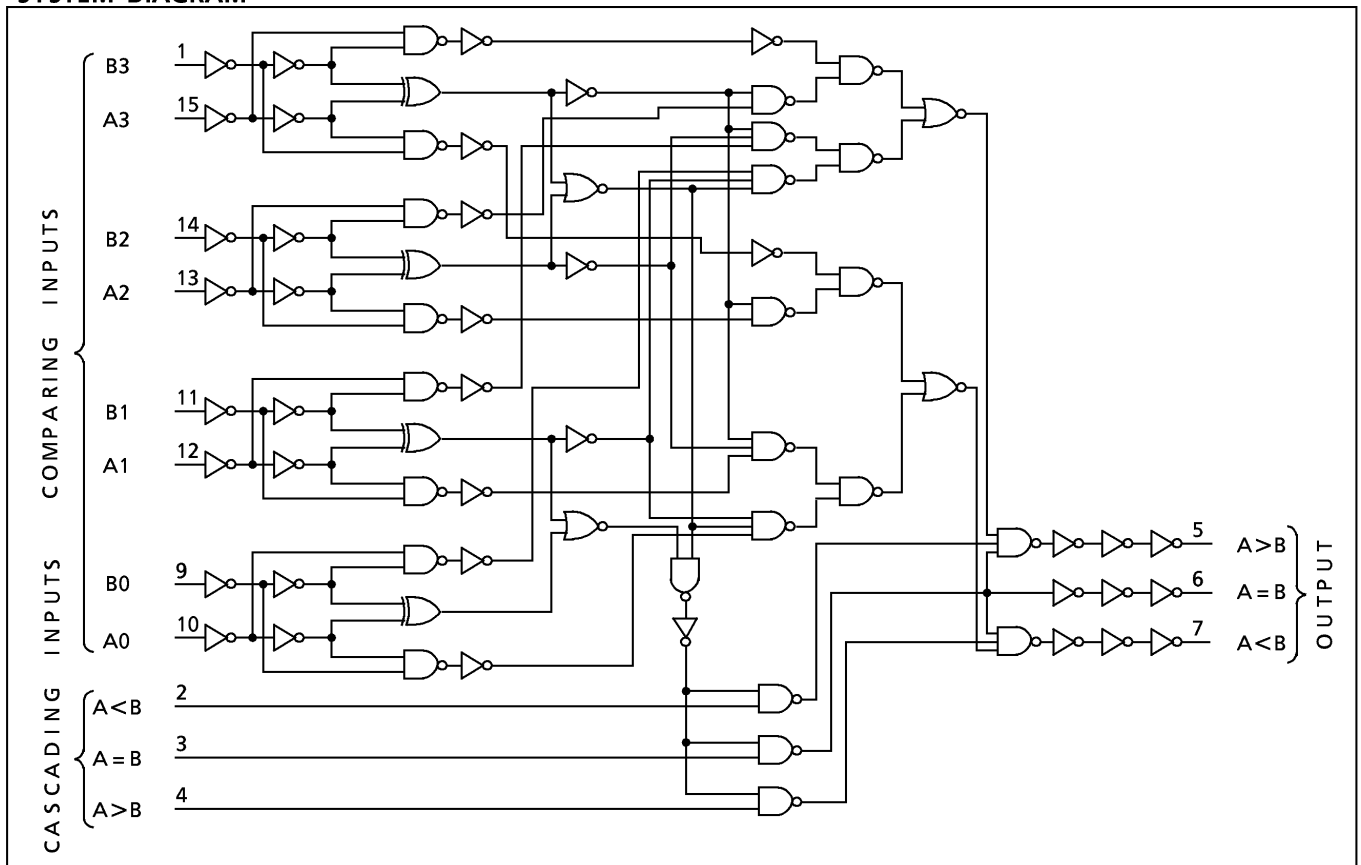 SYSTEM DIAGRAM
COMPARING INPUTS
INPUTS
CASCADING
B3
1
A3
15
B2
14
A2
13
B1
11
A1
12
B0
9
A0
10
A<B
2
A=B
3
A>B
4
5
A>B
6
A=B
7
A<B
OUTPUT